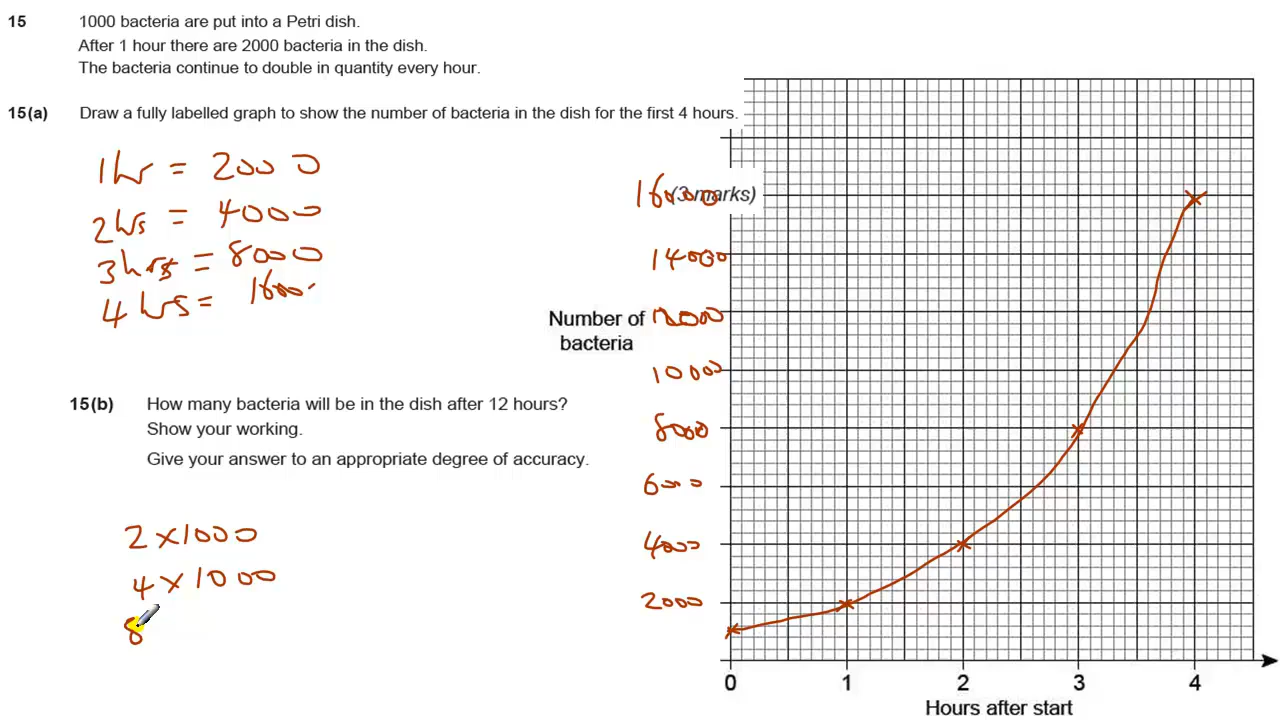 15 1000 bacteria are put into a Petri dish.
After 1 hour there are 2000 bacteria in the dish.
The bacteria continue to double in quantity every hour.
15(a) Draw a fully labelled graph to show the number of bacteria in the dish for the first 4 hours.
(3 marks)
1hr = 2000
2hrs = 4000
3hrs = 8000
4hrs = 1600
15(b) How many bacteria will be in the dish after 12 hours?
Show your working.
Give your answer to an appropriate degree of accuracy.
2 x 1000
4 x 1000
8
Number of
bacteria
16000
14000
12000
10000
8000
6000
4000
2000
0 1 2 3 4
Hours after start